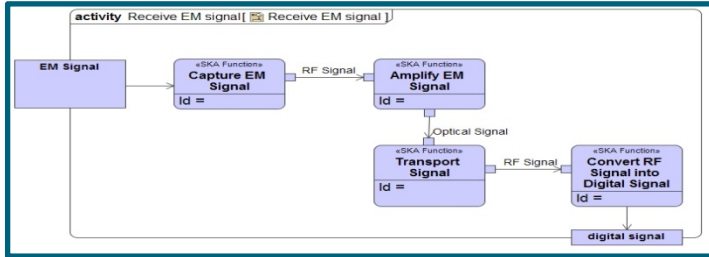 activity Receive EM signal[ Receive EM signal ]
EM Signal
«SKA Function»
Capture EM
Signal
Id =
RF Signal
«SKA Function»
Amplify EM
Signal
Id =
Optical Signal
«SKA Function»
Transport
Signal
Id =
RF Signal
«SKA Function»
Convert RF
Signal into
Digital Signal
Id =
digital signal